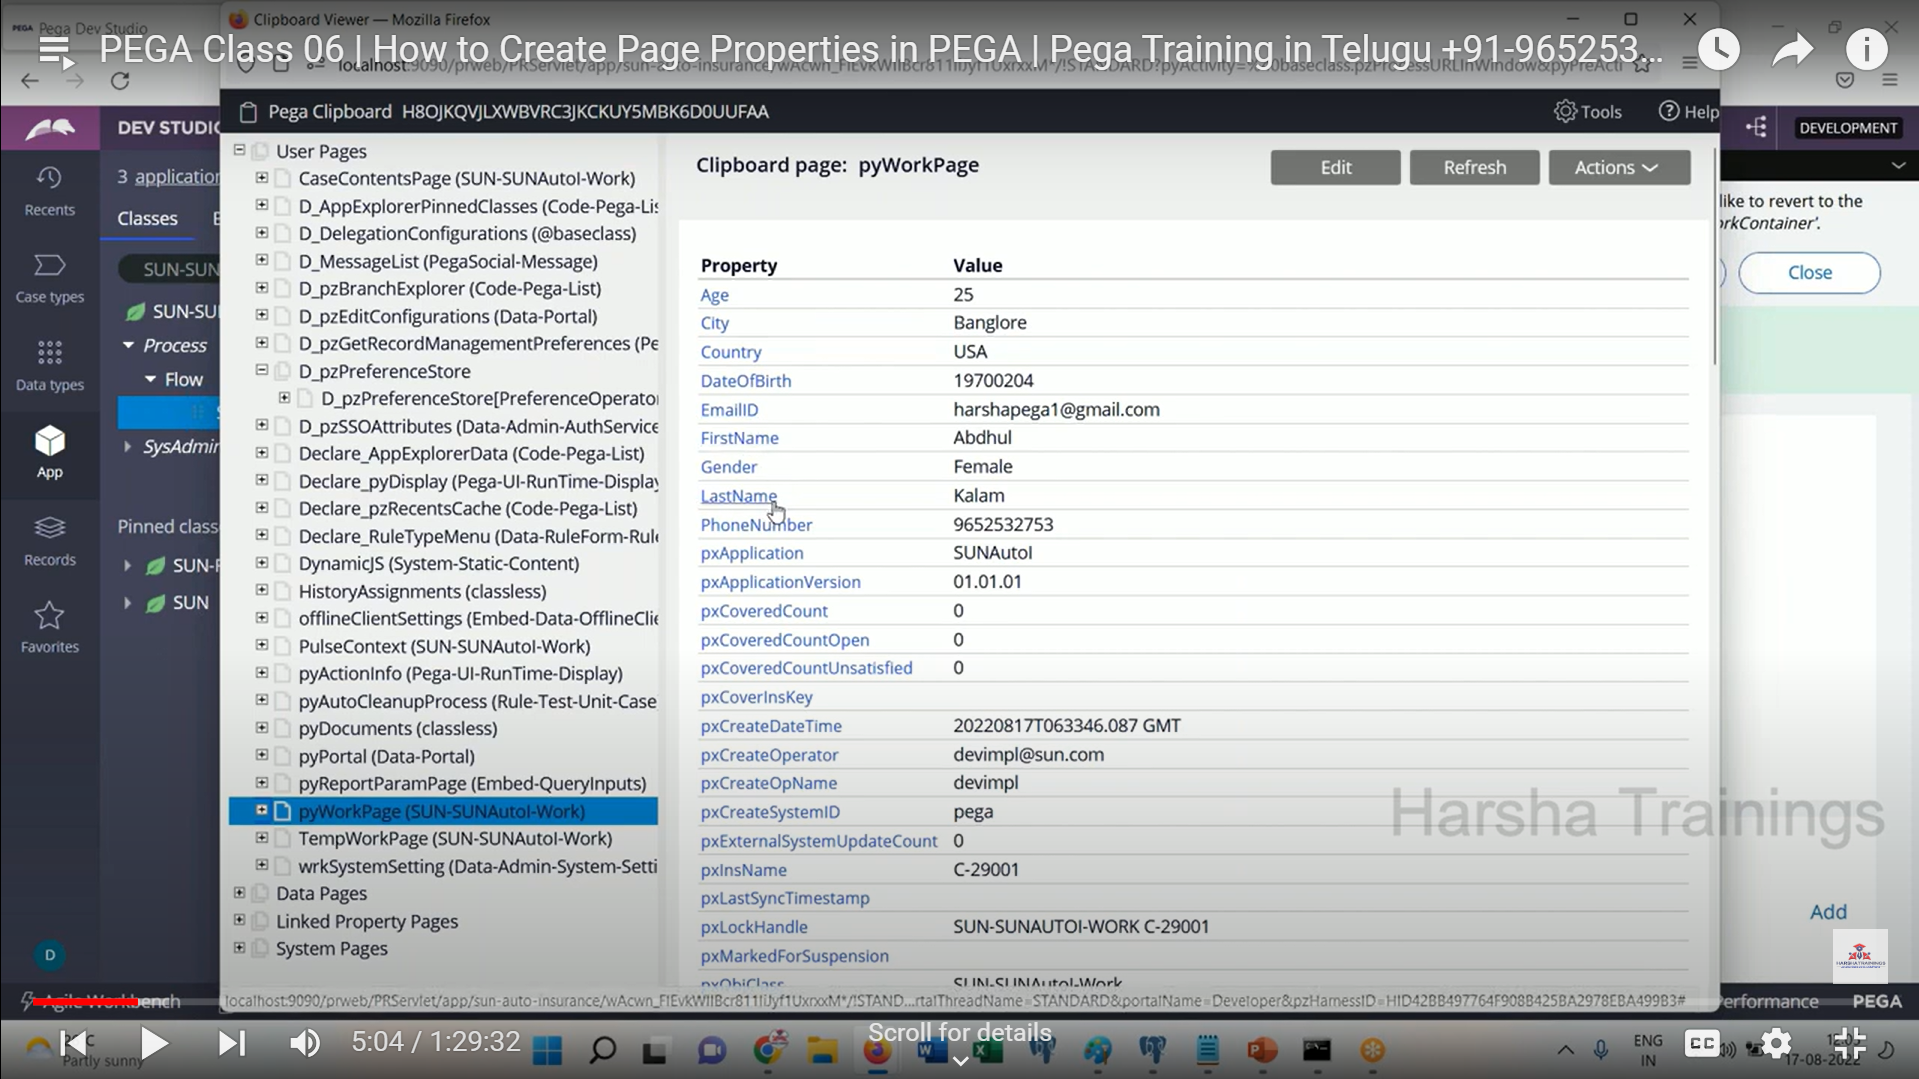 PEGA Pega Dev Studio
Clipboard Viewer — Mozilla Firefox
PEGA Class 06 | How to Create Page Properties in PEGA | Pega Training in Telugu +91-965253...
Pega Clipboard H8OJKQVJLXWBVRC3JKCKUY5MBK6D0UUFAA
Tools
Help
DEV STUDIO
DEVELOPMENT
Recents
Case types
Data types
App
Records
Favorites
D
3 application
Classes
SUN-SUN
SUN-SU
Process
Flow
SysAdmin
Pinned classe
SUN-F
SUN
User Pages
CaseContentsPage (SUN-SUNAutoI-Work)
D_AppExplorerPinnedClasses (Code-Pega-Lis
D_DelegationConfigurations (@baseclass)
D_MessageList (PegaSocial-Message)
D_pzBranchExplorer (Code-Pega-List)
D_pzEditConfigurations (Data-Portal)
D_pzGetRecordManagementPreferences (Pe
D_pzPreferenceStore
D_pzPreferenceStore[PreferenceOperator
D_pzSSOAttributes (Data-Admin-AuthService
Declare_AppExplorerData (Code-Pega-List)
Declare_pyDisplay (Pega-UI-RunTime-Display
Declare_pzRecentsCache (Code-Pega-List)
Declare_RuleTypeMenu (Data-RuleForm-Rule
DynamicJS (System-Static-Content)
HistoryAssignments (classless)
offlineClientSettings (Embed-Data-OfflineClie
PulseContext (SUN-SUNAutoI-Work)
pyActionInfo (Pega-UI-RunTime-Display)
pyAutoCleanupProcess (Rule-Test-Unit-Case
pyDocuments (classless)
pyPortal (Data-Portal)
pyReportParamPage (Embed-QueryInputs)
pyWorkPage (SUN-SUNAutoI-Work)
TempWorkPage (SUN-SUNAutoI-Work)
wrkSystemSetting (Data-Admin-System-Setti
Data Pages
Linked Property Pages
System Pages
Clipboard page: pyWorkPage
Edit
Refresh
Actions
Property Value
Age 25
City Banglore
Country USA
DateOfBirth 19700204
EmailID harshapega1@gmail.com
FirstName Abdhul
Gender Female
LastName Kalam
PhoneNumber 9652532753
pxApplication SUNAutoI
pxApplicationVersion 01.01.01
pxCoveredCount 0
pxCoveredCountOpen 0
pxCoveredCountUnsatisfied 0
pxCoverInsKey
pxCreateDateTime 20220817T063346.087 GMT
pxCreateOperator devimpl@sun.com
pxCreateOpName devimpl
pxCreateSystemID pega
pxExternalSystemUpdateCount 0
pxInsName C-29001
pxLastSyncTimestamp
pxLockHandle SUN-SUNAUTOI-WORK C-29001
pxMarkedForSuspension
pxObjClass SUN-SUNAutoI-Work
like to revert to the
rkContainer'.
Close
Harsha Trainings
Add
HARSHA TRAININGS
Agile Workbench
Performance
PEGA
5:04 / 1:29:32
Scroll for details
Partly sunny
ENG
IN
CC
17-08-2022